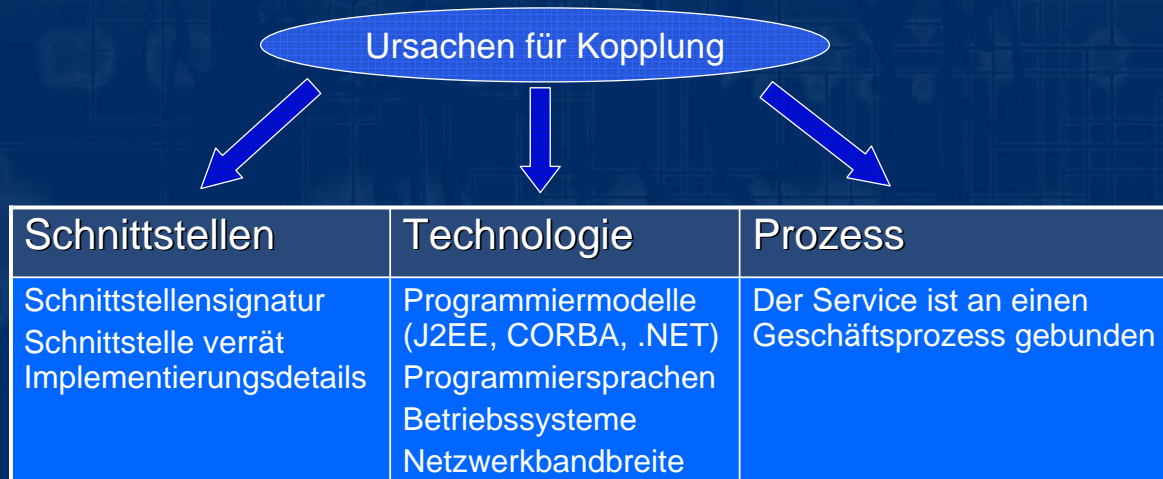 Ursachen für Kopplung
Schnittstellen
Technologie
Prozess
Schnittstellensignatur
Schnittstelle verrät
Implementierungsdetails
Programmiermodelle
(J2EE, CORBA, .NET)
Programmiersprachen
Betriebssysteme
Netzwerkbandbreite
Der Service ist an einen
Geschäftsprozess gebunden